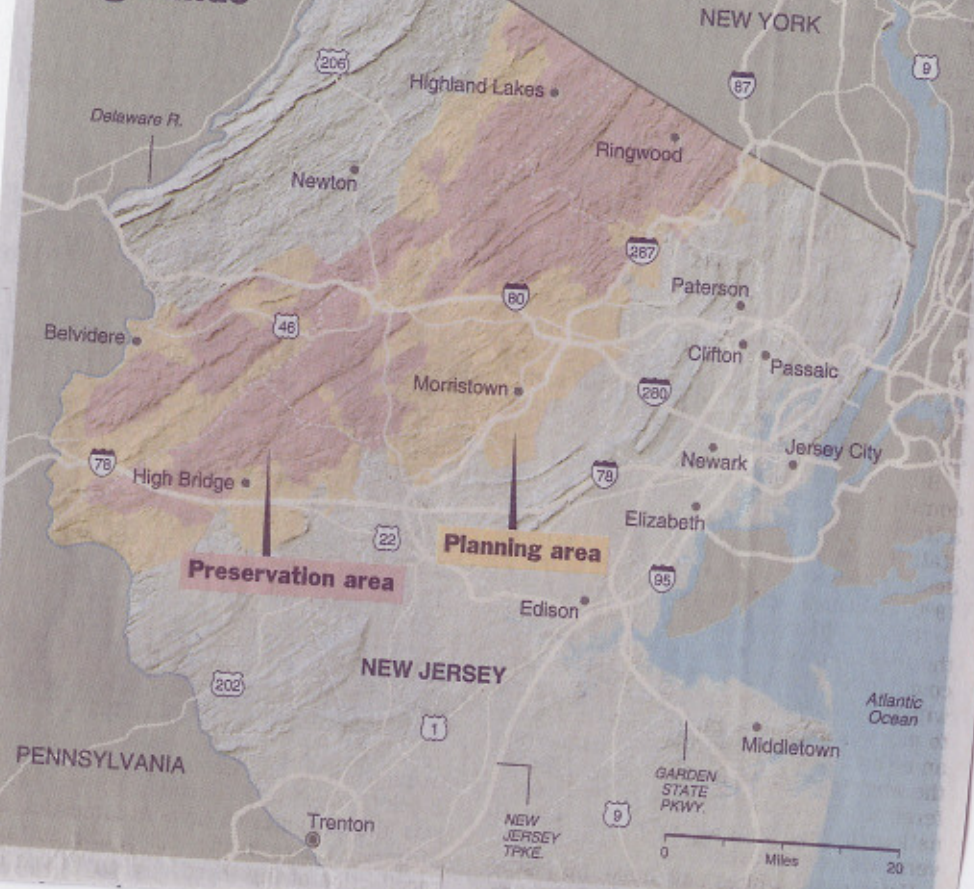 NEW YORK
206
9
87
Highland Lakes
Delaware R.
Ringwood
Newton
287
Paterson
80
46
Belvidere
Clifton
Passaic
Morristown
280
78
High Bridge
78
Newark
Jersey City
Elizabeth
22
Planning area
Preservation area
95
Edison
NEW JERSEY
202
1
Atlantic
Ocean
Middletown
PENNSYLVANIA
GARDEN
STATE
PKWY.
NEW
JERSEY
TPKE.
9
Trenton
0
Miles
20